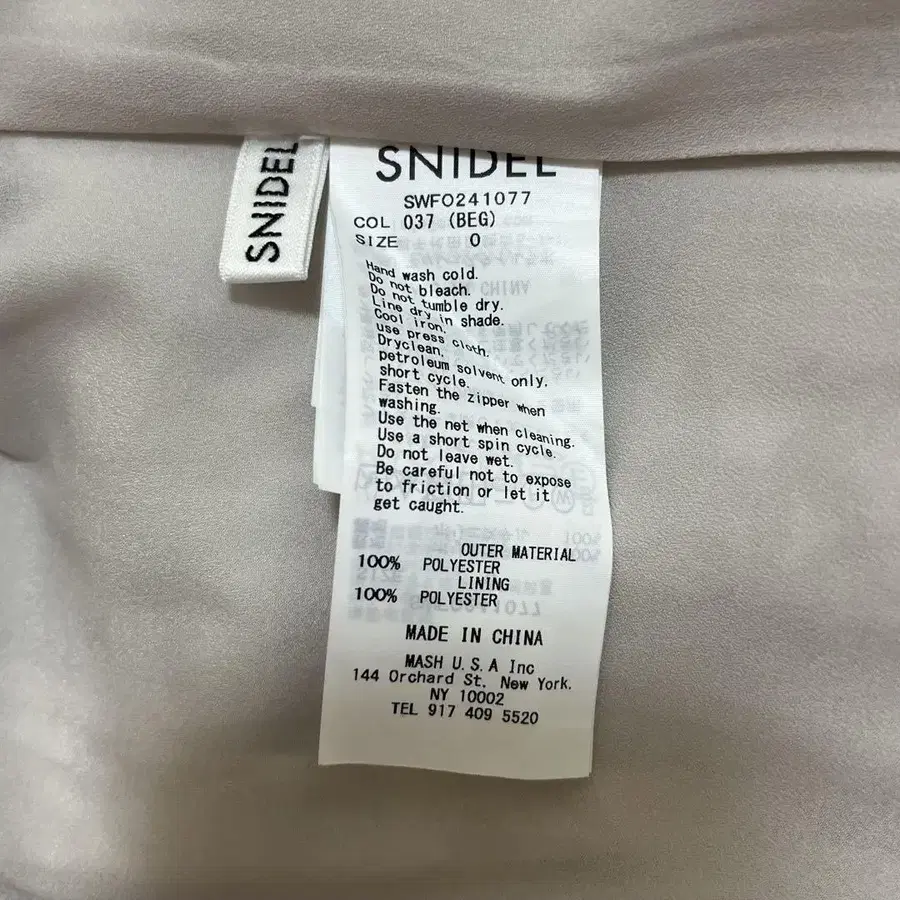 SNIDEL
SNIDEL
SWFO241077
COL 037 (BEG)
SIZE 0
Hand wash cold.
Do not bleach.
Do not tumble dry.
Line dry in shade.
Cool iron.
use press cloth.
Dryclean.
petroleum solvent only.
short cycle.
Fasten the zipper when
washing.
Use the net when cleaning.
Use a short spin cycle.
Do not leave wet.
Be careful not to expose
to friction or let it
get caught.
OUTER MATERIAL
100% POLYESTER
LINING
100% POLYESTER
MADE IN CHINA
MASH U.S.A Inc
144 Orchard St. New York.
NY 10002
TEL 917 409 5520